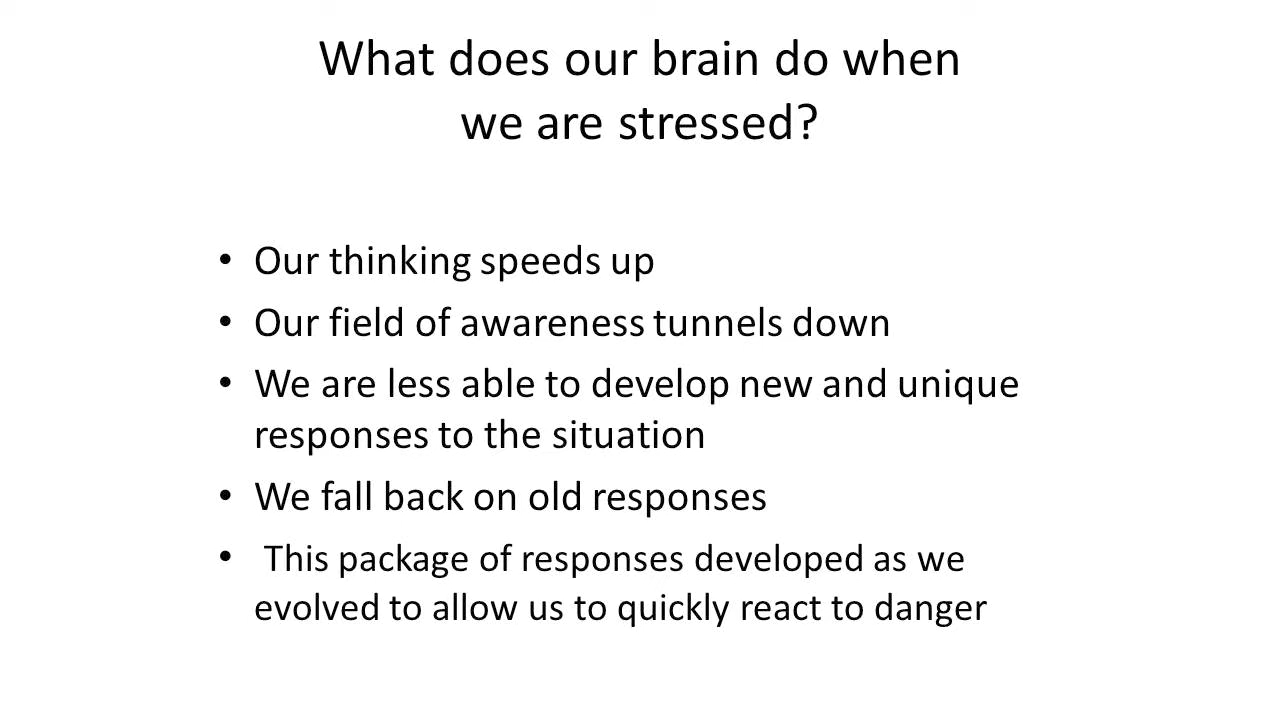 What does our brain do when
we are stressed?
• Our thinking speeds up
• Our field of awareness tunnels down
• We are less able to develop new and unique
responses to the situation
• We fall back on old responses
• This package of responses developed as we
evolved to allow us to quickly react to danger